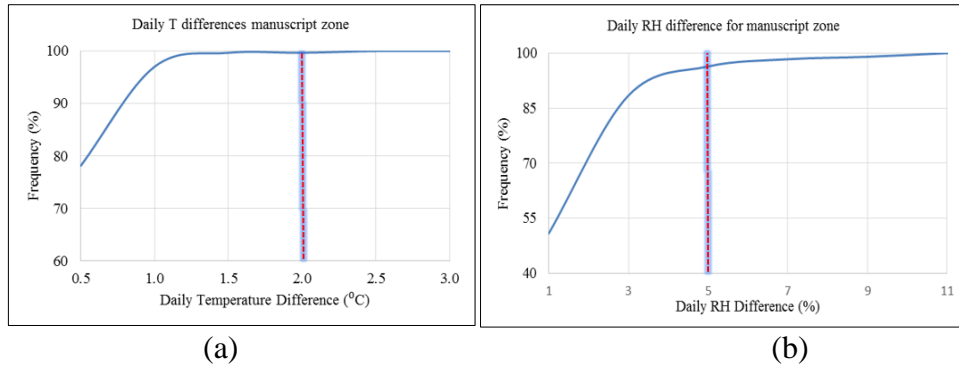 Daily T differences manuscript zone
100
90
80
70
60
Frequency (%)
0.5 1.0 1.5 2.0 2.5 3.0
Daily Temperature Difference (⁰C)
(a)
Daily RH difference for manuscript zone
100
85
70
55
40
Frequency (%)
1 3 5 7 9 11
Daily RH Difference (%)
(b)